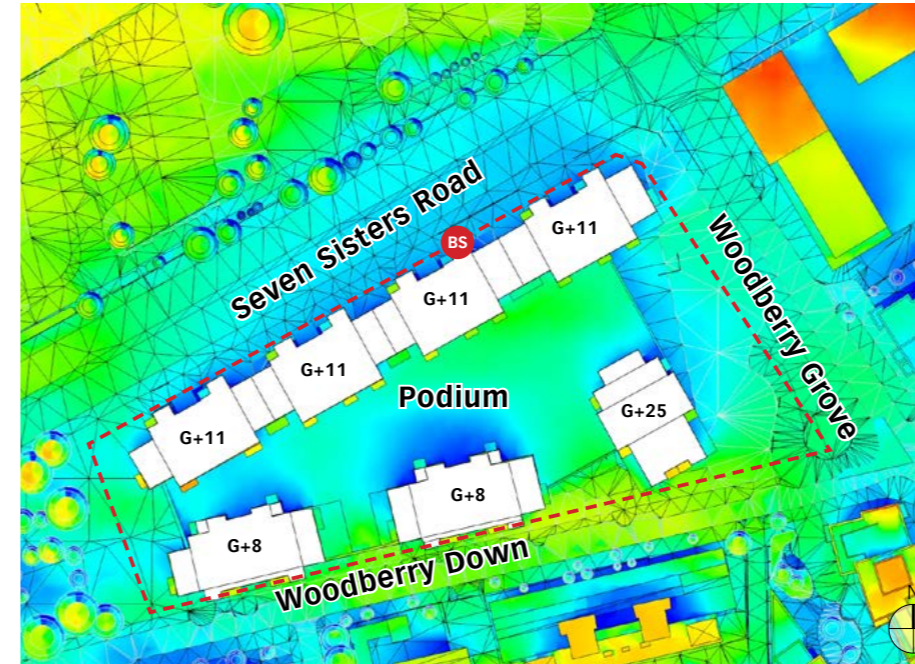 Seven Sisters Road
BS
G+11
G+11
G+11
G+11
Woodberry Grove
Podium
G+25
G+8
G+8
Woodberry Down